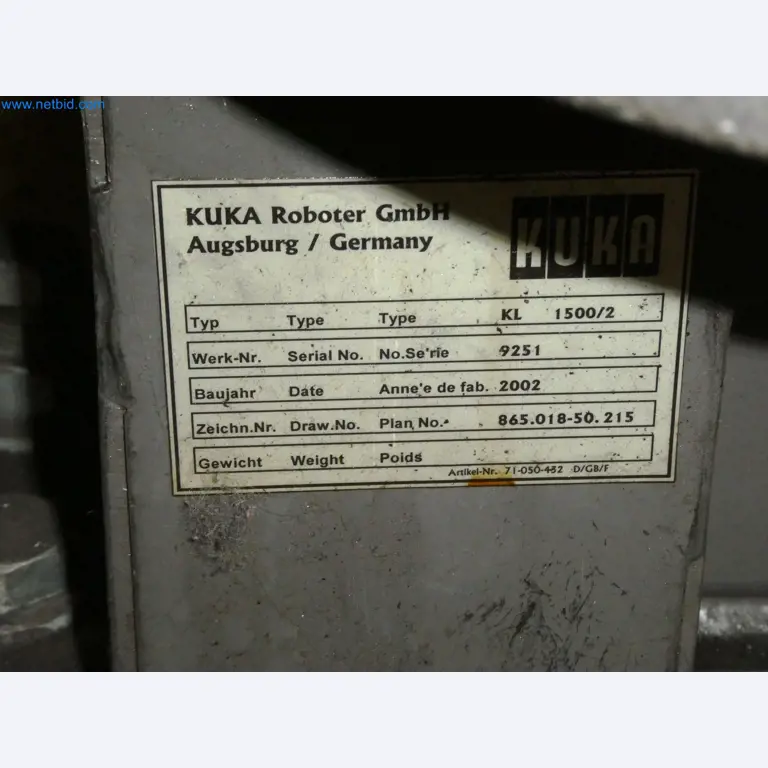 www.netbid.com
KUKA Roboter GmbH
Augsburg / Germany
KUKA
Typ Type Type KL 1500/2
Werk-Nr. Serial No. No.Se'rie 9251
Baujahr Date Anne'e de fab. 2002
Zeichn.Nr. Draw.No. Plan No. 865.018-50.215
Gewicht Weight Poids
Artikel-Nr. 71-050-432 D/GB/F